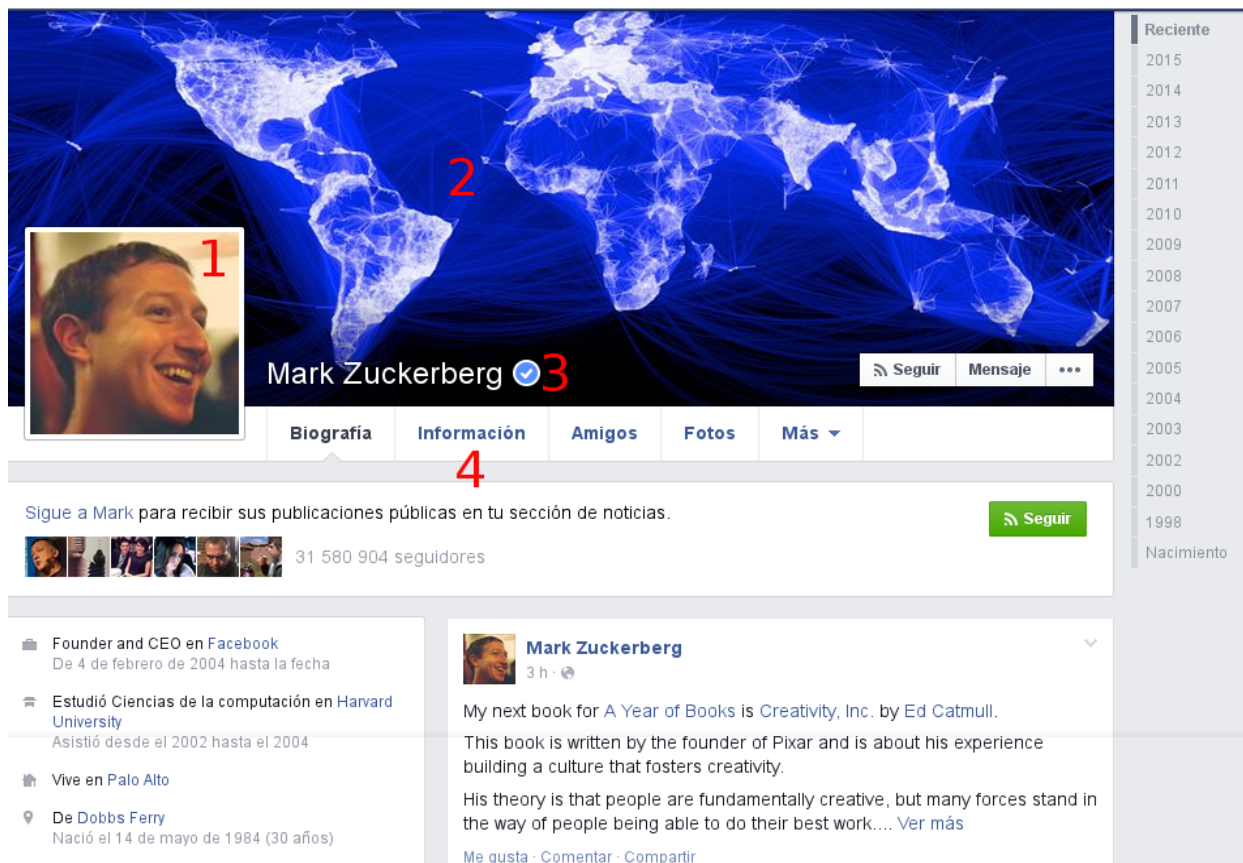 1
2
Mark Zuckerberg
3
Seguir
Mensaje
Biografía
Información
Amigos
Fotos
Más
4
Sigue a Mark para recibir sus publicaciones públicas en tu sección de noticias.
Seguir
31 580 904 seguidores
Founder and CEO en Facebook
De 4 de febrero de 2004 hasta la fecha
Estudió Ciencias de la computación en Harvard
University
Asistió desde el 2002 hasta el 2004
Vive en Palo Alto
De Dobbs Ferry
Nació el 14 de mayo de 1984 (30 años)
Mark Zuckerberg
3 h ·
My next book for A Year of Books is Creativity, Inc. by Ed Catmull.
This book is written by the founder of Pixar and is about his experience
building a culture that fosters creativity.
His theory is that people are fundamentally creative, but many forces stand in
the way of people being able to do their best work.... Ver más
Me gusta · Comentar · Compartir
Reciente
2015
2014
2013
2012
2011
2010
2009
2008
2007
2006
2005
2004
2003
2002
2000
1998
Nacimiento